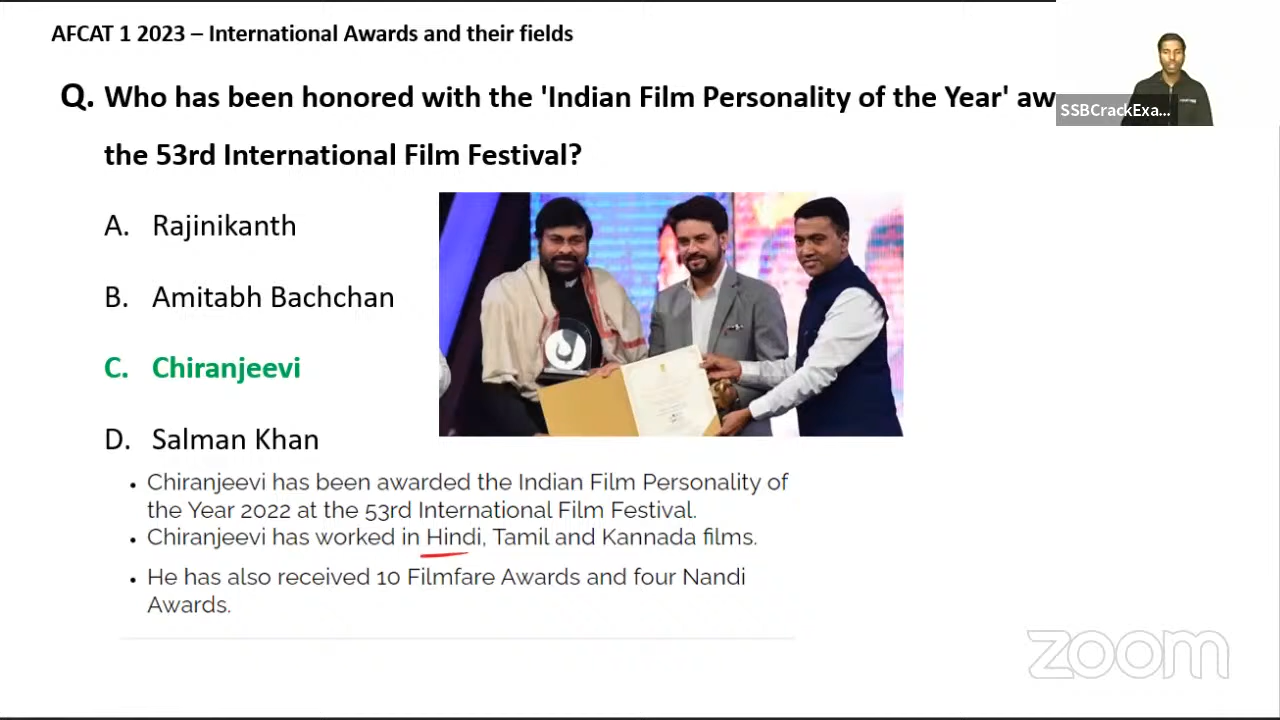 AFCAT 1 2023 – International Awards and their fields
Q. Who has been honored with the 'Indian Film Personality of the Year' aw
SSBCrackExa...
the 53rd International Film Festival?
A. Rajinikanth
B. Amitabh Bachchan
C. Chiranjeevi
D. Salman Khan
• Chiranjeevi has been awarded the Indian Film Personality of
the Year 2022 at the 53rd International Film Festival.
• Chiranjeevi has worked in Hindi, Tamil and Kannada films.
• He has also received 10 Filmfare Awards and four Nandi
Awards.
zoom